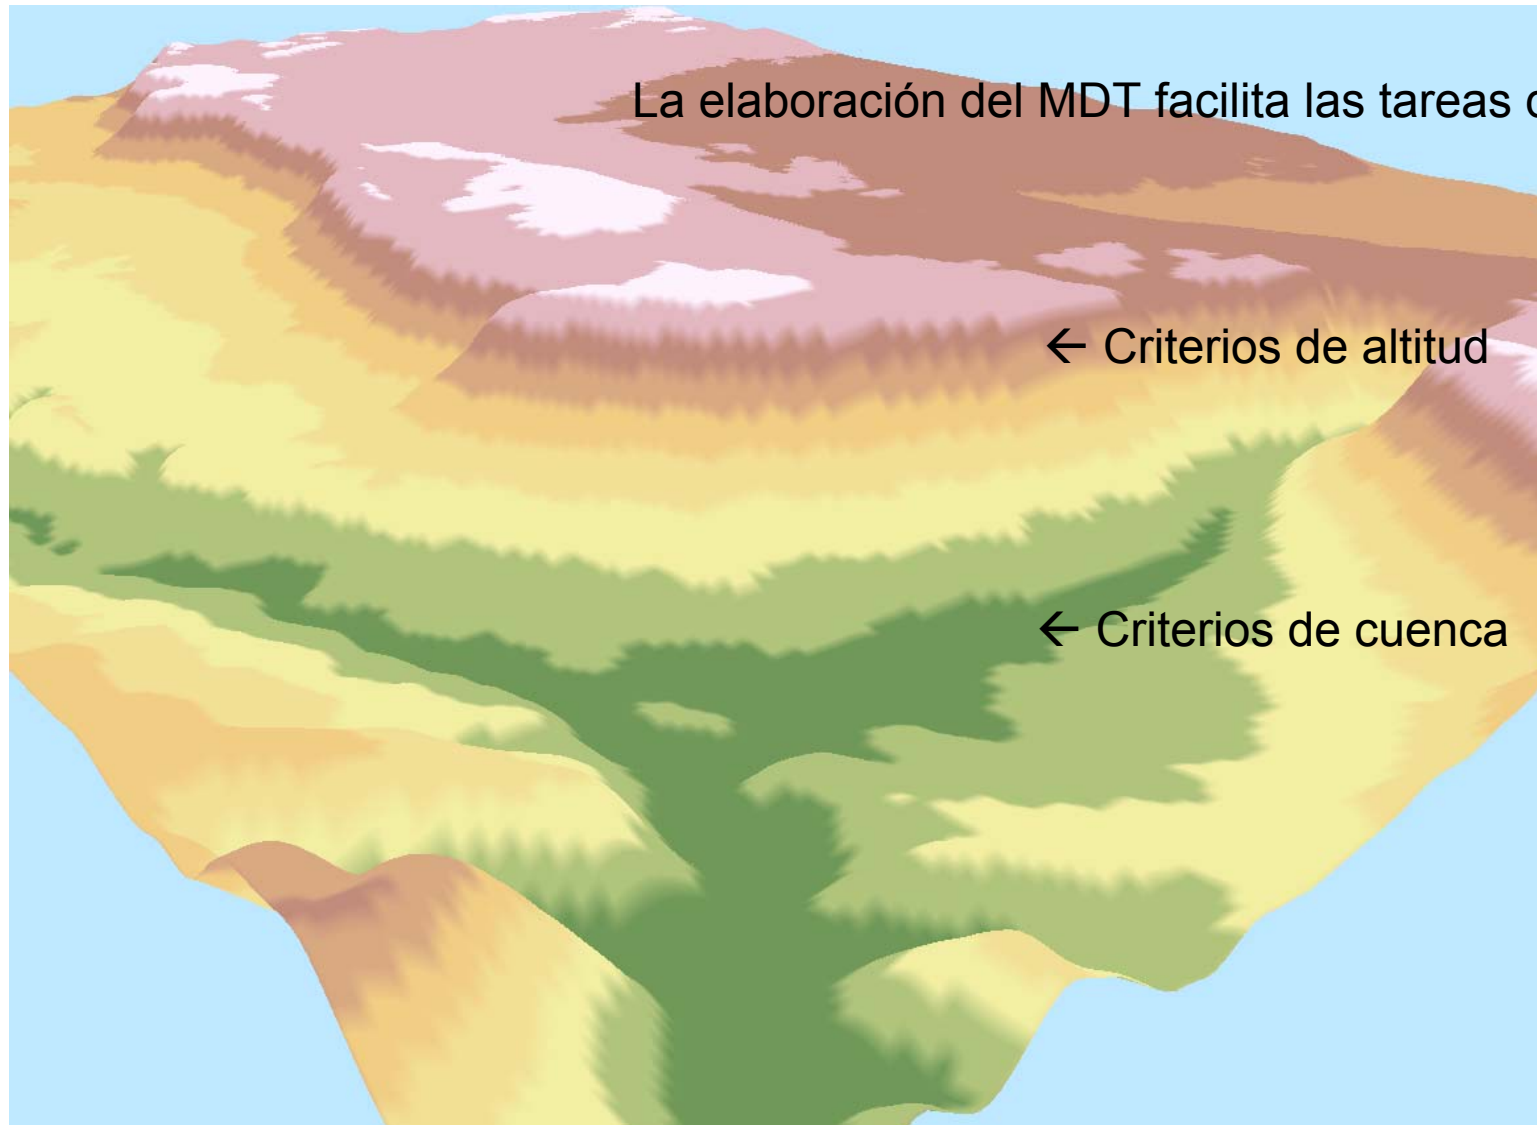 La elaboración del MDT facilita las tareas
← Criterios de altitud
← Criterios de cuenca